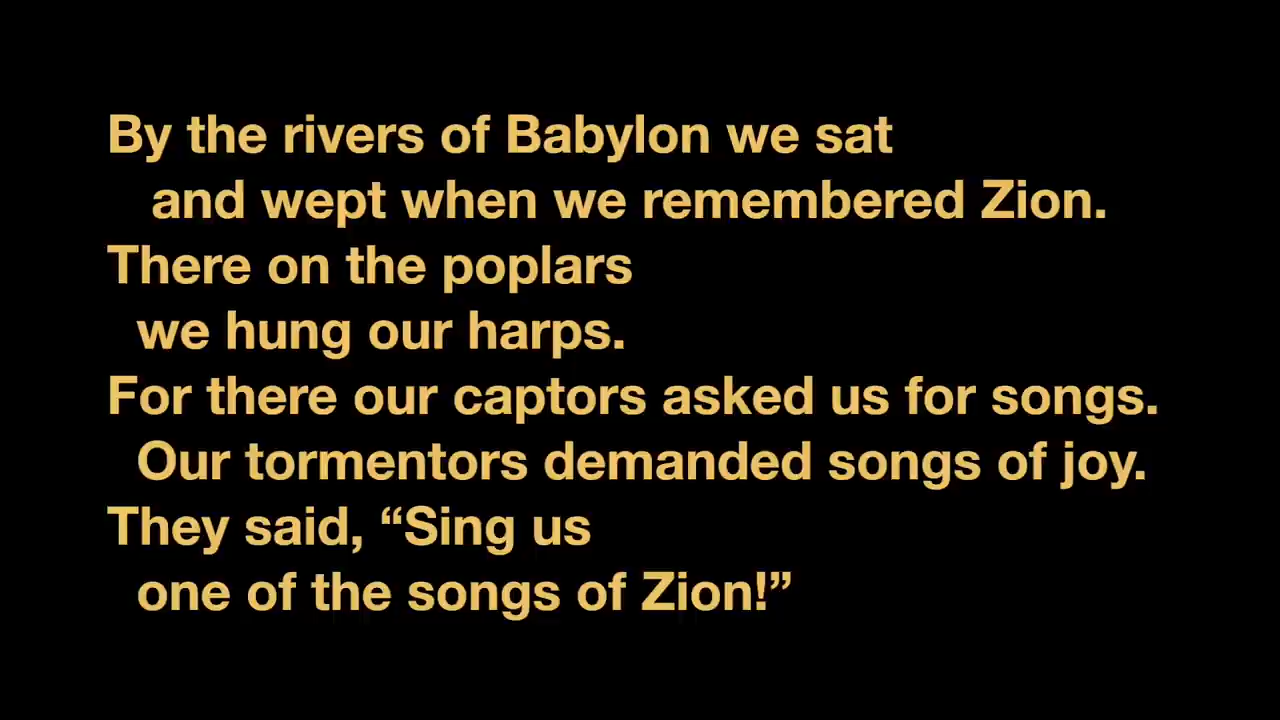 By the rivers of Babylon we sat
and wept when we remembered Zion.
There on the poplars
we hung our harps.
For there our captors asked us for songs.
Our tormentors demanded songs of joy.
They said, “Sing us
one of the songs of Zion!”